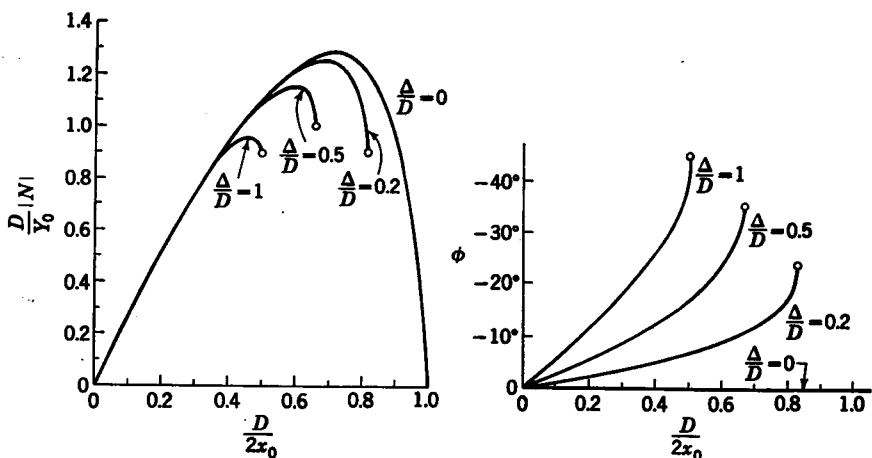 1.4
1.2
1.0
0.8
0.6
0.4
0.2
0
D/Y₀ |N|
Δ/D = 0
Δ/D = 0.5
Δ/D = 1
Δ/D = 0.2
0 0.2 0.4 0.6 0.8 1.0
D/2x₀
−40°
−30°
−20°
−10°
0
ϕ
Δ/D = 1
Δ/D = 0.5
Δ/D = 0.2
Δ/D = 0
0 0.2 0.4 0.6 0.8 1.0
D/2x₀